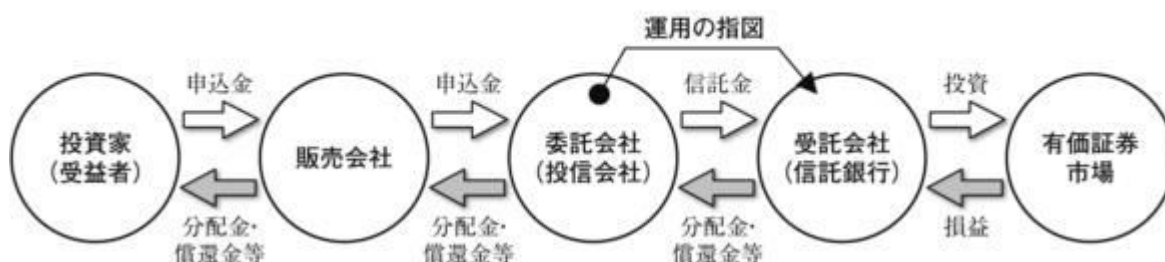 運用の指図
申込金
申込金
信託金
投資
投資家
(受益者)
販売会社
委託会社
(投信会社)
受託会社
(信託銀行)
有価証券
市場
分配金・
償還金等
分配金・
償還金等
分配金・
償還金等
損益